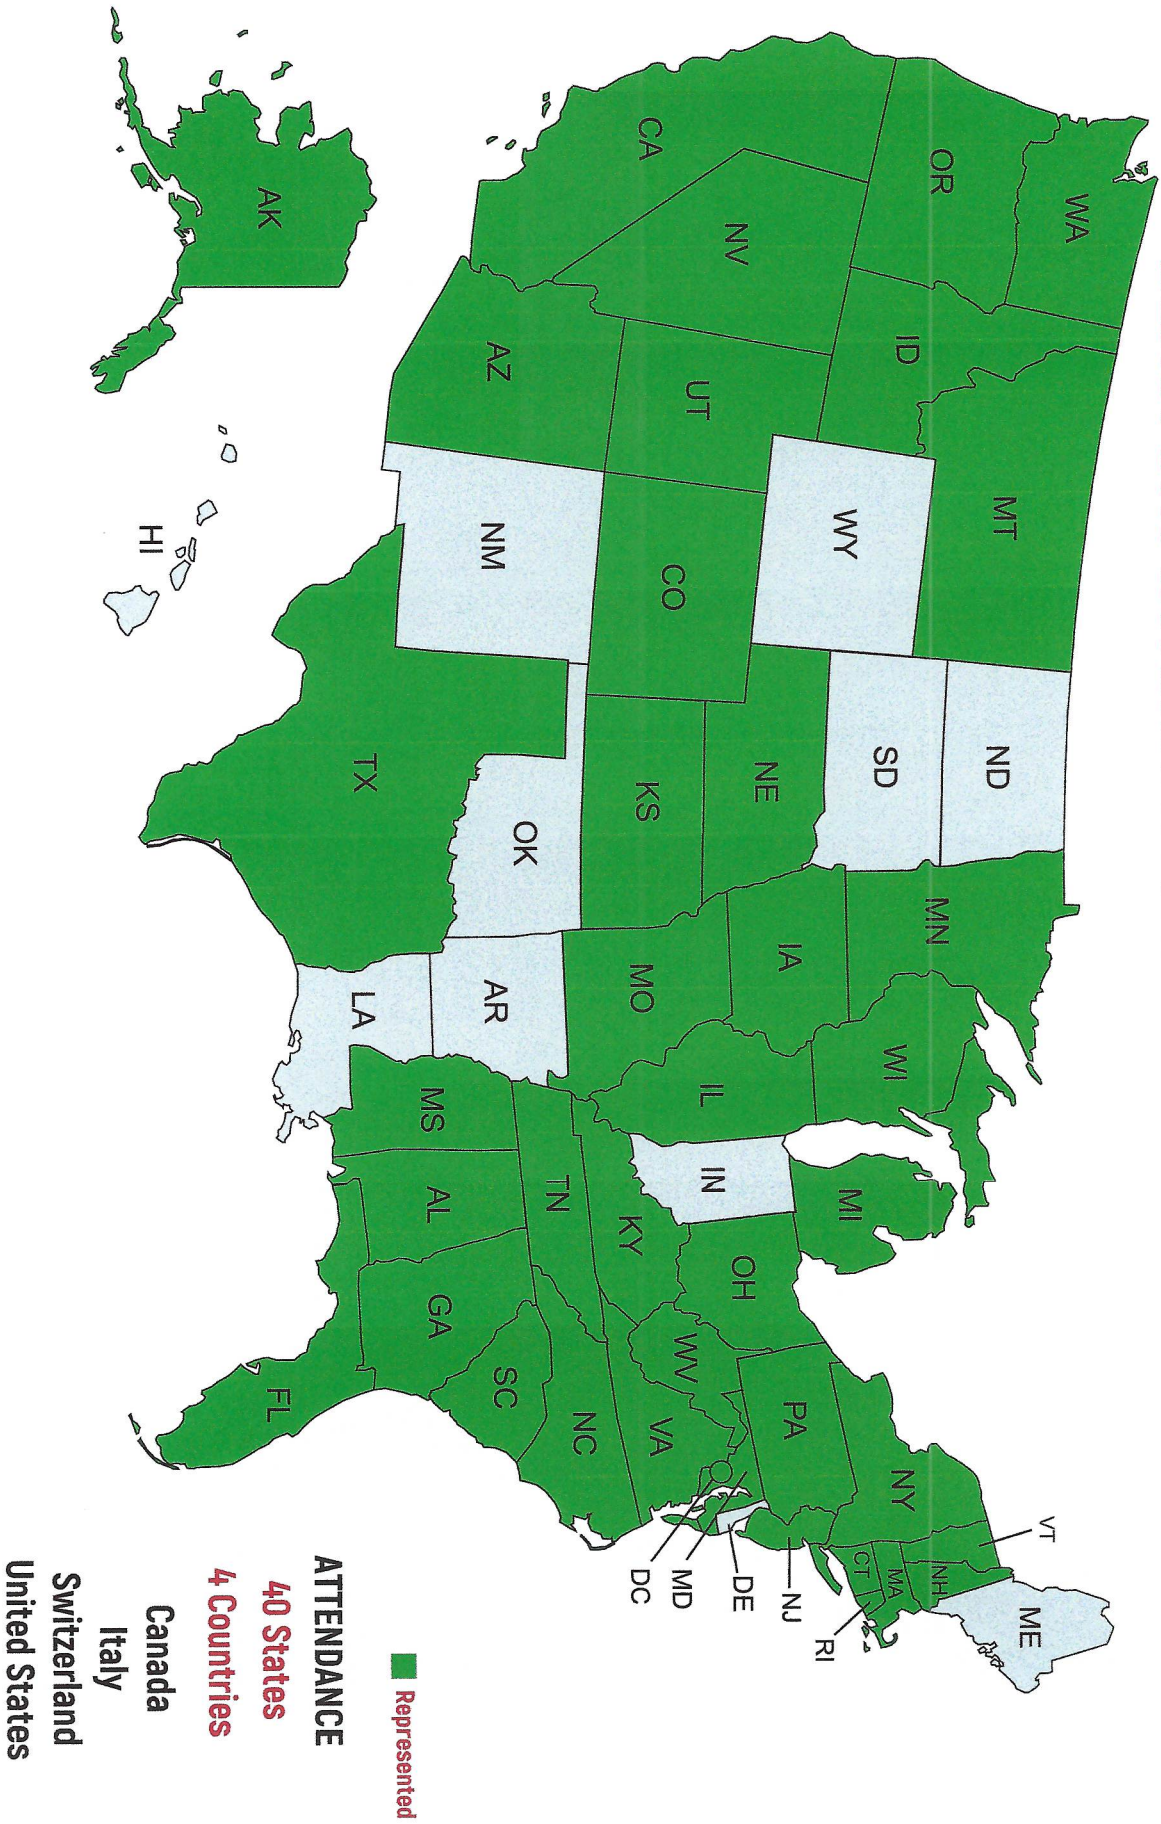 WA
OR
CA
NV
ID
MT
WY
UT
AZ
CO
NM
ND
SD
NE
KS
OK
TX
MN
IA
MO
AR
LA
WI
IL
MS
MI
IN
KY
TN
AL
OH
WV
GA
FL
SC
NC
VA
PA
NY
VT
NH
MA
CT
ME
RI
NJ
DE
MD
DC
AK
HI
Represented
ATTENDANCE
40 States
4 Countries
Canada
Italy
Switzerland
United States